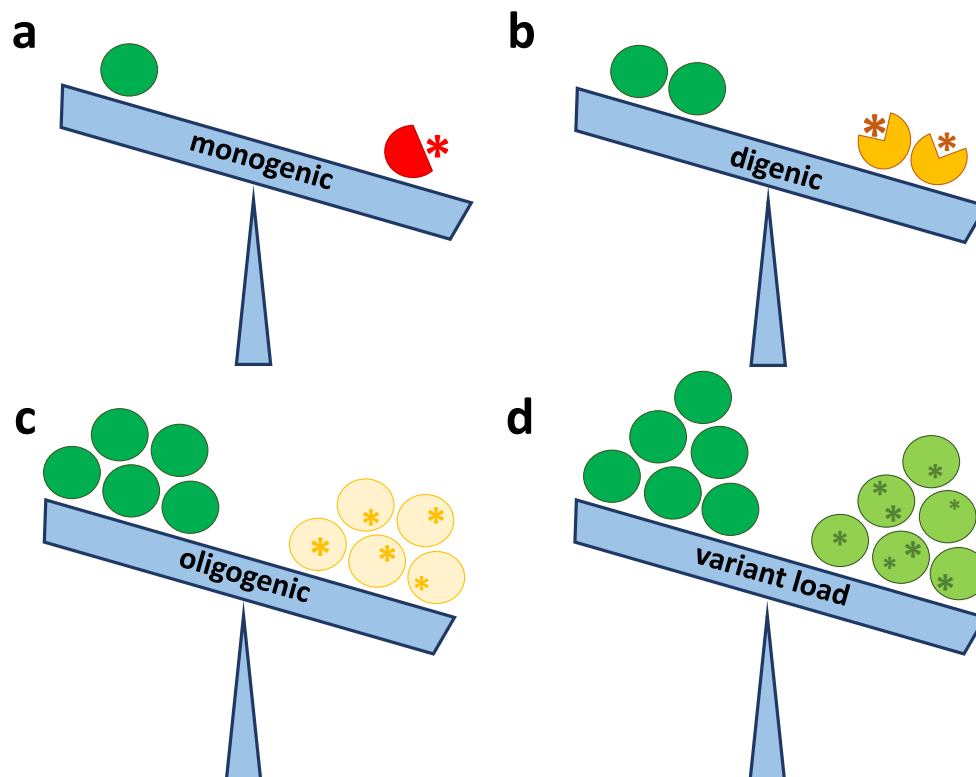 a
monogenic
*
b
digenic
* *
c
oligogenic
* * * * * *
d
variant load
* * * * * * * *